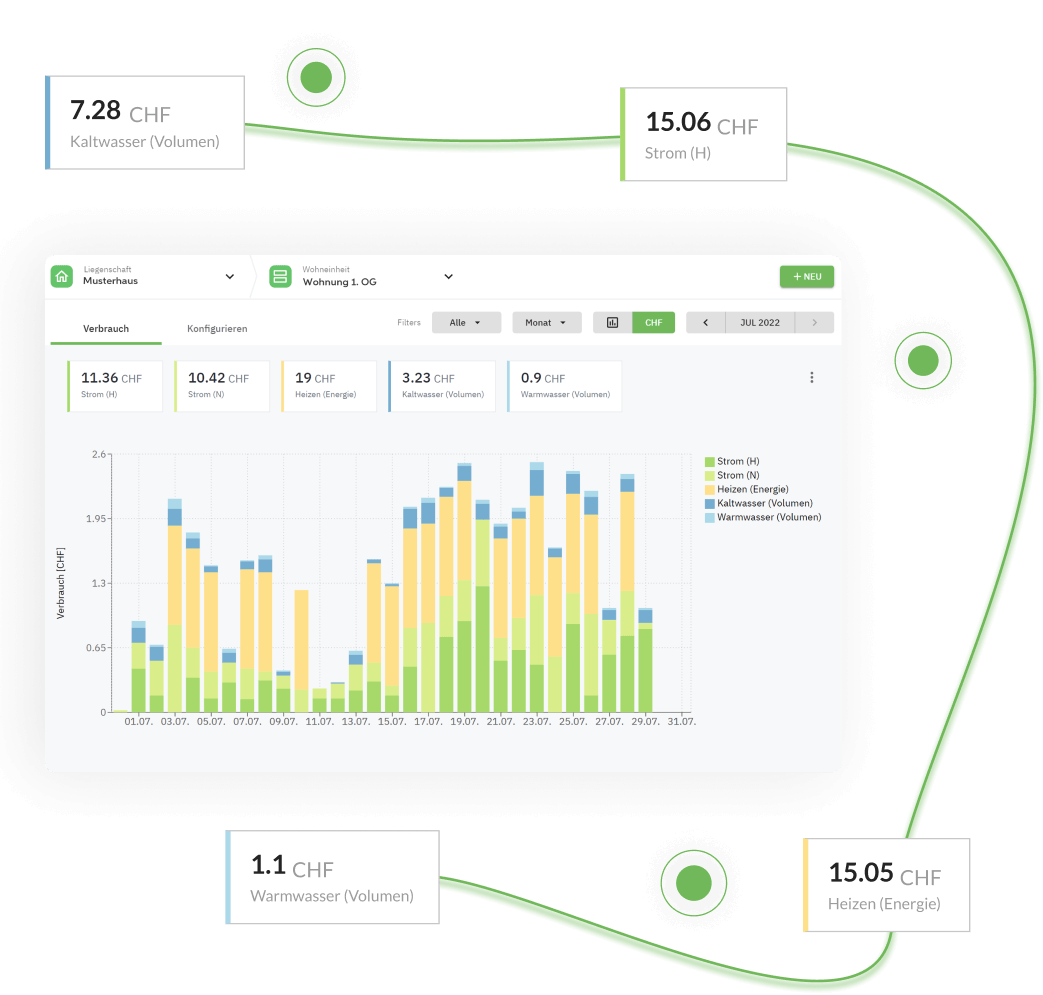 7.28 CHF
Kaltwasser (Volumen)
15.06 CHF
Strom (H)
Liegenschaft
Musterhaus
Wohneinheit
Wohnung 1. OG
+ NEU
Verbrauch
Konfigurieren
Filters
Alle
Monat
CHF
JUL 2022
11.36 CHF
Strom (H)
10.42 CHF
Strom (N)
19 CHF
Heizen (Energie)
3.23 CHF
Kaltwasser (Volumen)
0.9 CHF
Warmwasser (Volumen)
Verbrauch [CHF]
2.6
1.95
1.3
0.65
0
01.07. 03.07. 05.07. 07.07. 09.07. 11.07. 13.07. 15.07. 17.07. 19.07. 21.07. 23.07. 25.07. 27.07. 29.07. 31.07.
Strom (H)
Strom (N)
Heizen (Energie)
Kaltwasser (Volumen)
Warmwasser (Volumen)
1.1 CHF
Warmwasser (Volumen)
15.05 CHF
Heizen (Energie)